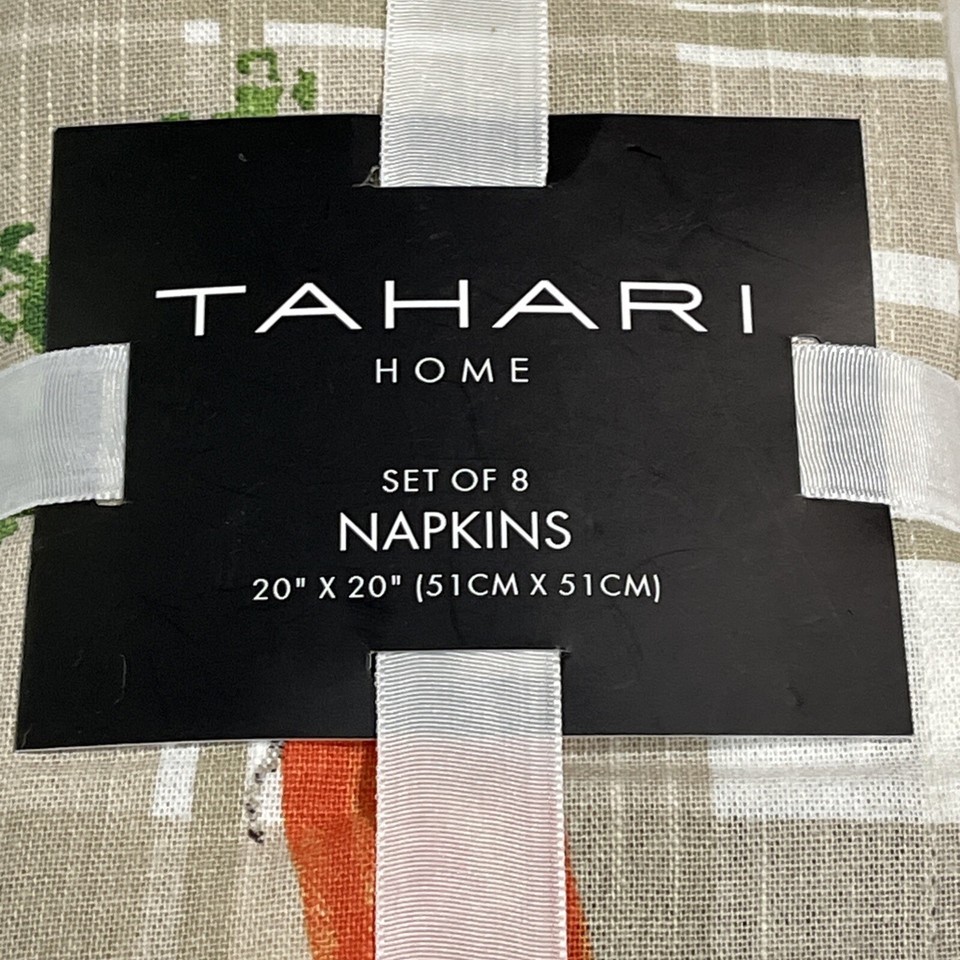 TAHARI
HOME
SET OF 8
NAPKINS
20" X 20" (51CM X 51CM)